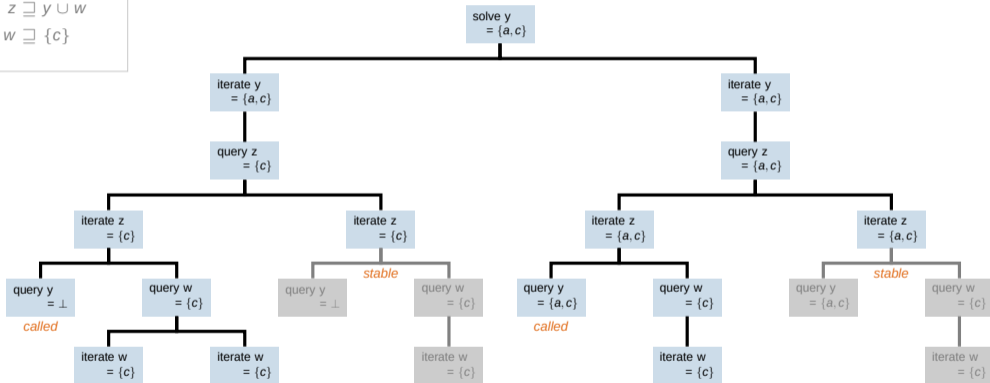 z ⊒ y ∪ w
w ⊒ {c}
solve y
= {a, c}
iterate y
= {a, c}
iterate y
= {a, c}
query z
= {c}
query z
= {a, c}
iterate z
= {c}
iterate z
= {c}
iterate z
= {a, c}
iterate z
= {a, c}
stable
stable
query y
= ⊥
query w
= {c}
query y
= ⊥
query w
= {c}
query y
= {a, c}
query w
= {c}
query y
= {a, c}
query w
= {c}
called
called
iterate w
= {c}
iterate w
= {c}
iterate w
= {c}
iterate w
= {c}
iterate w
= {c}